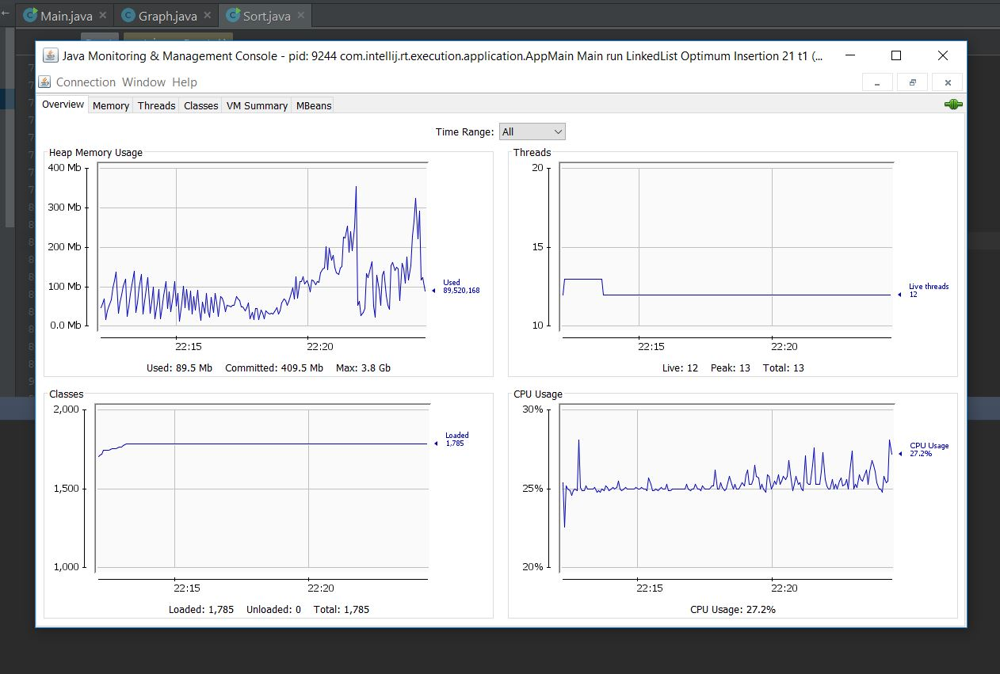 Main.java Graph.java Sort.java
Java Monitoring & Management Console - pid: 9244 com.intellij.rt.execution.application.AppMain Main run LinkedList Optimum Insertion 21 t1 (...
Connection Window Help
Overview Memory Threads Classes VM Summary MBeans
Time Range: All
Heap Memory Usage
400 Mb
300 Mb
200 Mb
100 Mb
0.0 Mb
Used
89,520,168
22:15 22:20
Used: 89.5 Mb Committed: 409.5 Mb Max: 3.8 Gb
Threads
20
15
10
Live threads
12
22:15 22:20
Live: 12 Peak: 13 Total: 13
Classes
2,000
1,500
1,000
Loaded
1,785
22:15 22:20
Loaded: 1,785 Unloaded: 0 Total: 1,785
CPU Usage
30%
25%
20%
CPU Usage
27.2%
22:15 22:20
CPU Usage: 27.2%